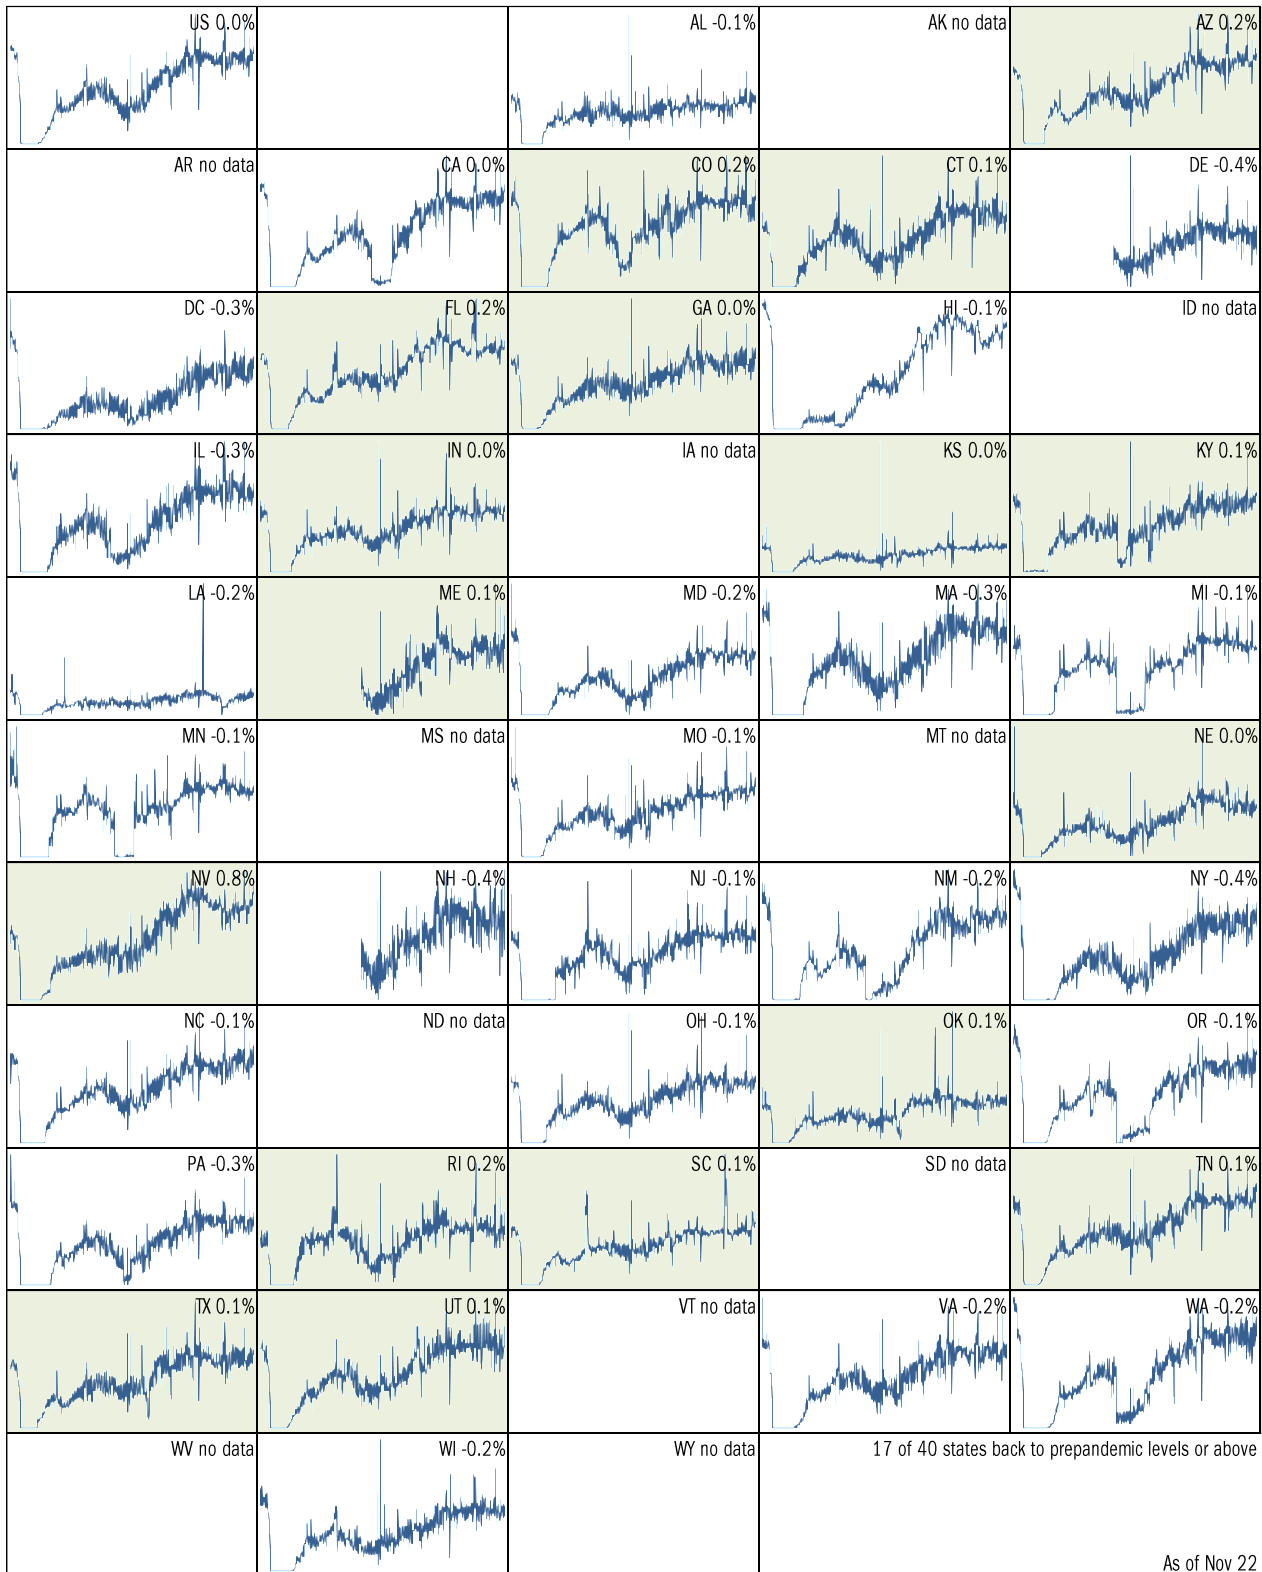 US 0.0%
AL -0.1%
AK no data
AZ 0.2%
AR no data
CA 0.0%
CO 0.2%
CT 0.1%
DE -0.4%
DC -0.3%
FL 0.2%
GA 0.0%
HI -0.1%
ID no data
IL -0.3%
IN 0.0%
IA no data
KS 0.0%
KY 0.1%
LA -0.2%
ME 0.1%
MD -0.2%
MA -0.3%
MI -0.1%
MN -0.1%
MS no data
MO -0.1%
MT no data
NE 0.0%
NV 0.8%
NH -0.4%
NJ -0.1%
NM -0.2%
NY -0.4%
NC -0.1%
ND no data
OH -0.1%
OK 0.1%
OR -0.1%
PA -0.3%
RI 0.2%
SC 0.1%
SD no data
TN 0.1%
TX 0.1%
UT 0.1%
VT no data
VA -0.2%
WA -0.2%
WV no data
WI -0.2%
WY no data
17 of 40 states back to prepandemic levels or above
As of Nov 22